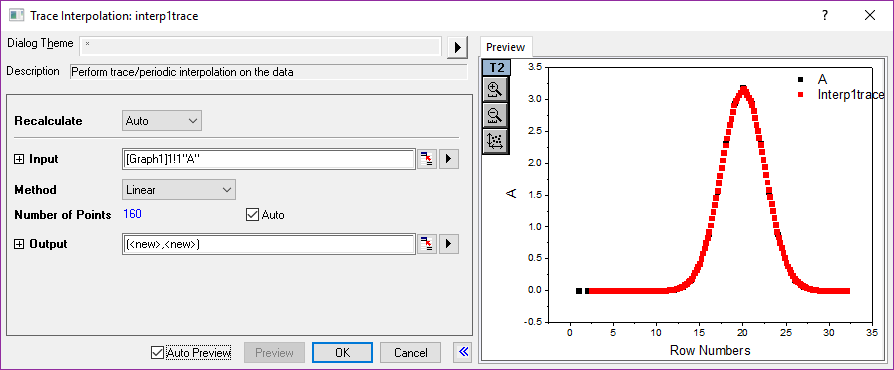 Trace Interpolation: interp1trace
?
Dialog Theme *
Description Perform trace/periodic interpolation on the data
Recalculate Auto
Input [Graph1]1!1"A"
Method Linear
Number of Points 160 Auto
Output (<new>,<new>)
Auto Preview Preview OK Cancel
Preview
T2
A
Interp1trace
3.5
3.0
2.5
2.0
1.5
1.0
0.5
0.0
-0.5
A
0 5 10 15 20 25 30 35
Row Numbers